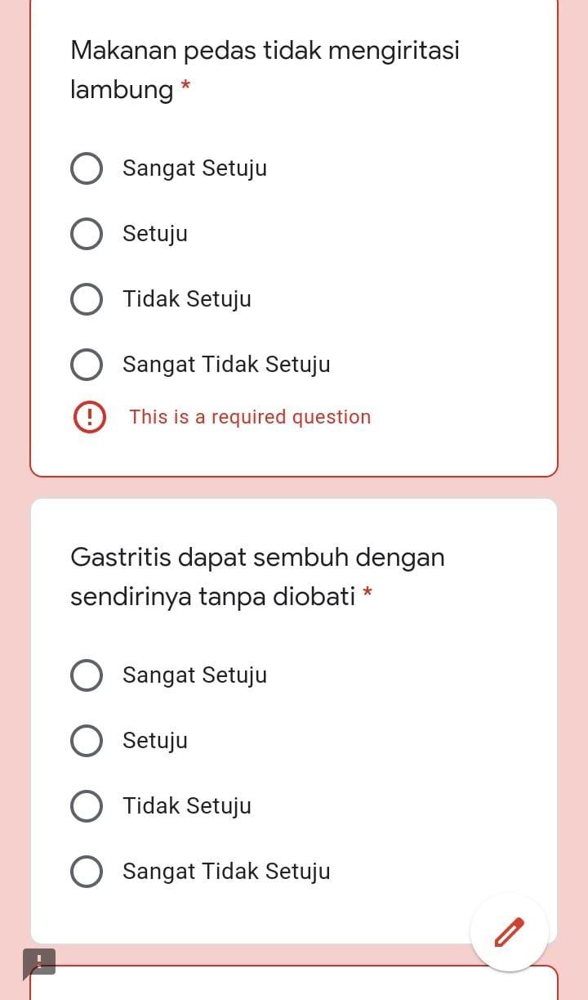 Makanan pedas tidak mengiritasi
lambung *
Sangat Setuju
Setuju
Tidak Setuju
Sangat Tidak Setuju
This is a required question
Gastritis dapat sembuh dengan
sendirinya tanpa diobati *
Sangat Setuju
Setuju
Tidak Setuju
Sangat Tidak Setuju